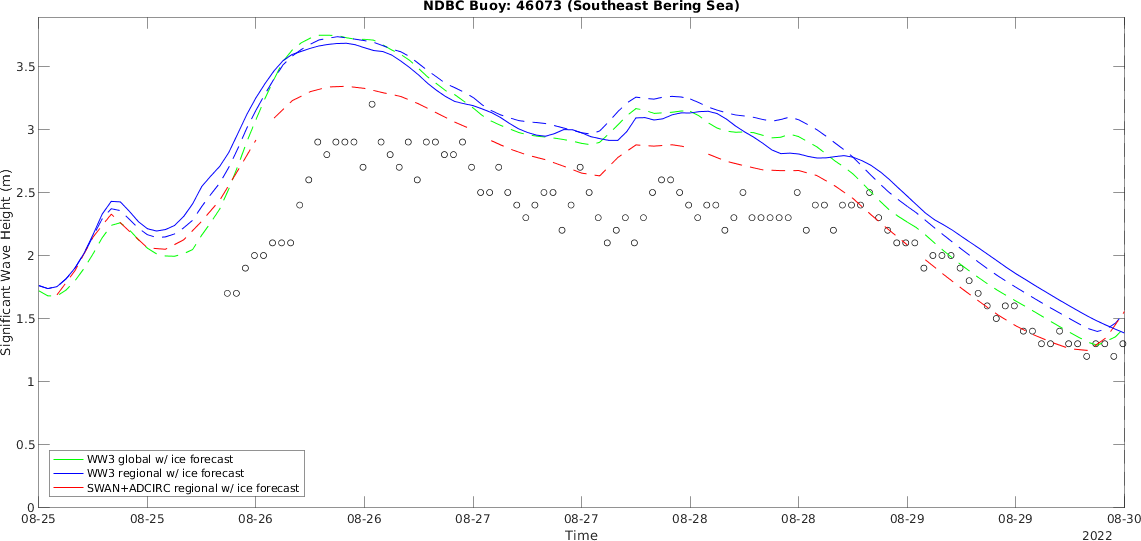 NDBC Buoy: 46073 (Southeast Bering Sea)
Significant Wave Height (m)
3.5
3
2.5
2
1.5
1
0.5
0
WW3 global w/ ice forecast
WW3 regional w/ ice forecast
SWAN+ADCIRC regional w/ ice forecast
08-25 08-25 08-26 08-26 08-27 08-27 08-28 08-28 08-29 08-29 08-30
Time
2022